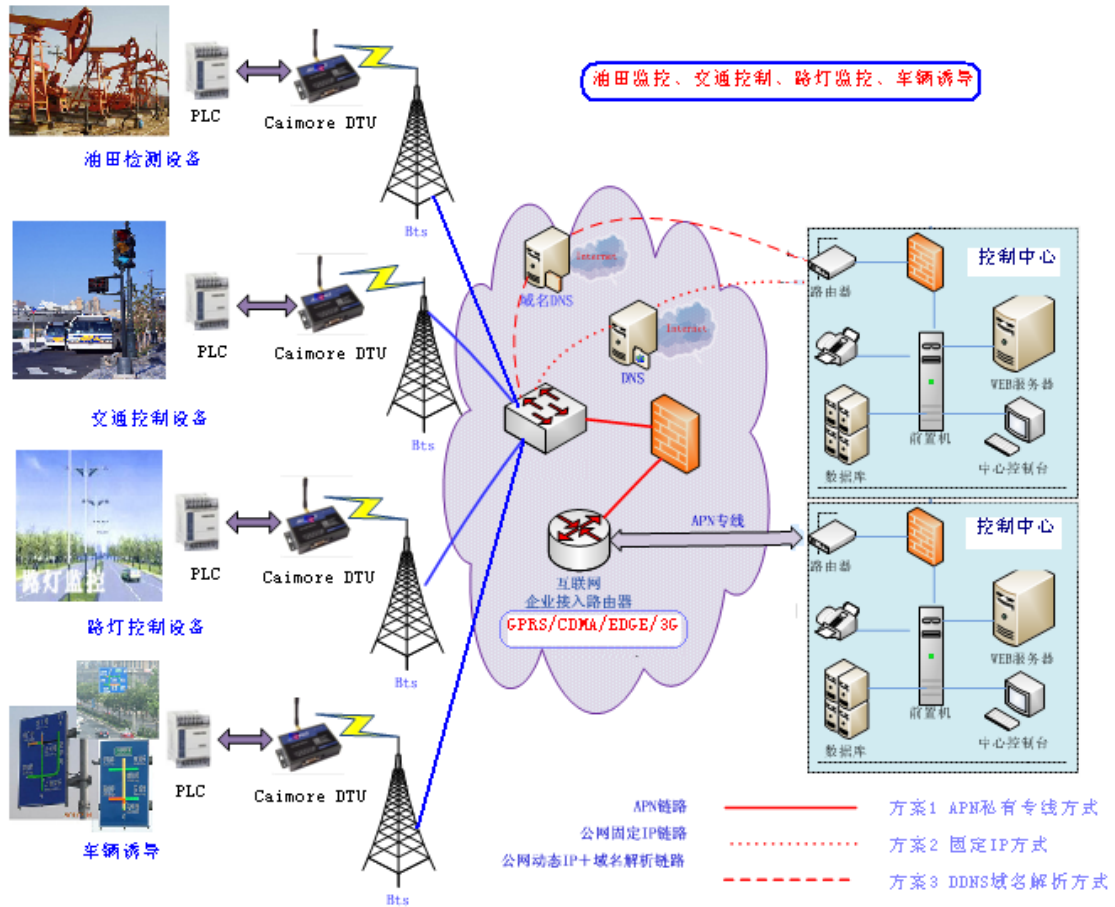 油田监控、交通控制、路灯监控、车辆诱导
PLC
Caimore DTU
油田检测设备
Bts
PLC
Caimore DTU
交通控制设备
Bts
PLC
Caimore DTU
路灯监控
路灯控制设备
Bts
PLC
Caimore DTU
车辆诱导
Bts
Internet
域名DNS
Internet
DNS
APN专线
互联网
企业接入路由器
GPRS/CDMA/EDGE/3G
控制中心
路由器
WEB服务器
前置机
数据库
中心控制台
控制中心
路由器
WEB服务器
前置机
数据库
中心控制台
APN链路
方案1 APN私有专线方式
公网固定IP链路
方案2 固定IP方式
公网动态IP+域名解析链路
方案3 DDNS域名解析方式